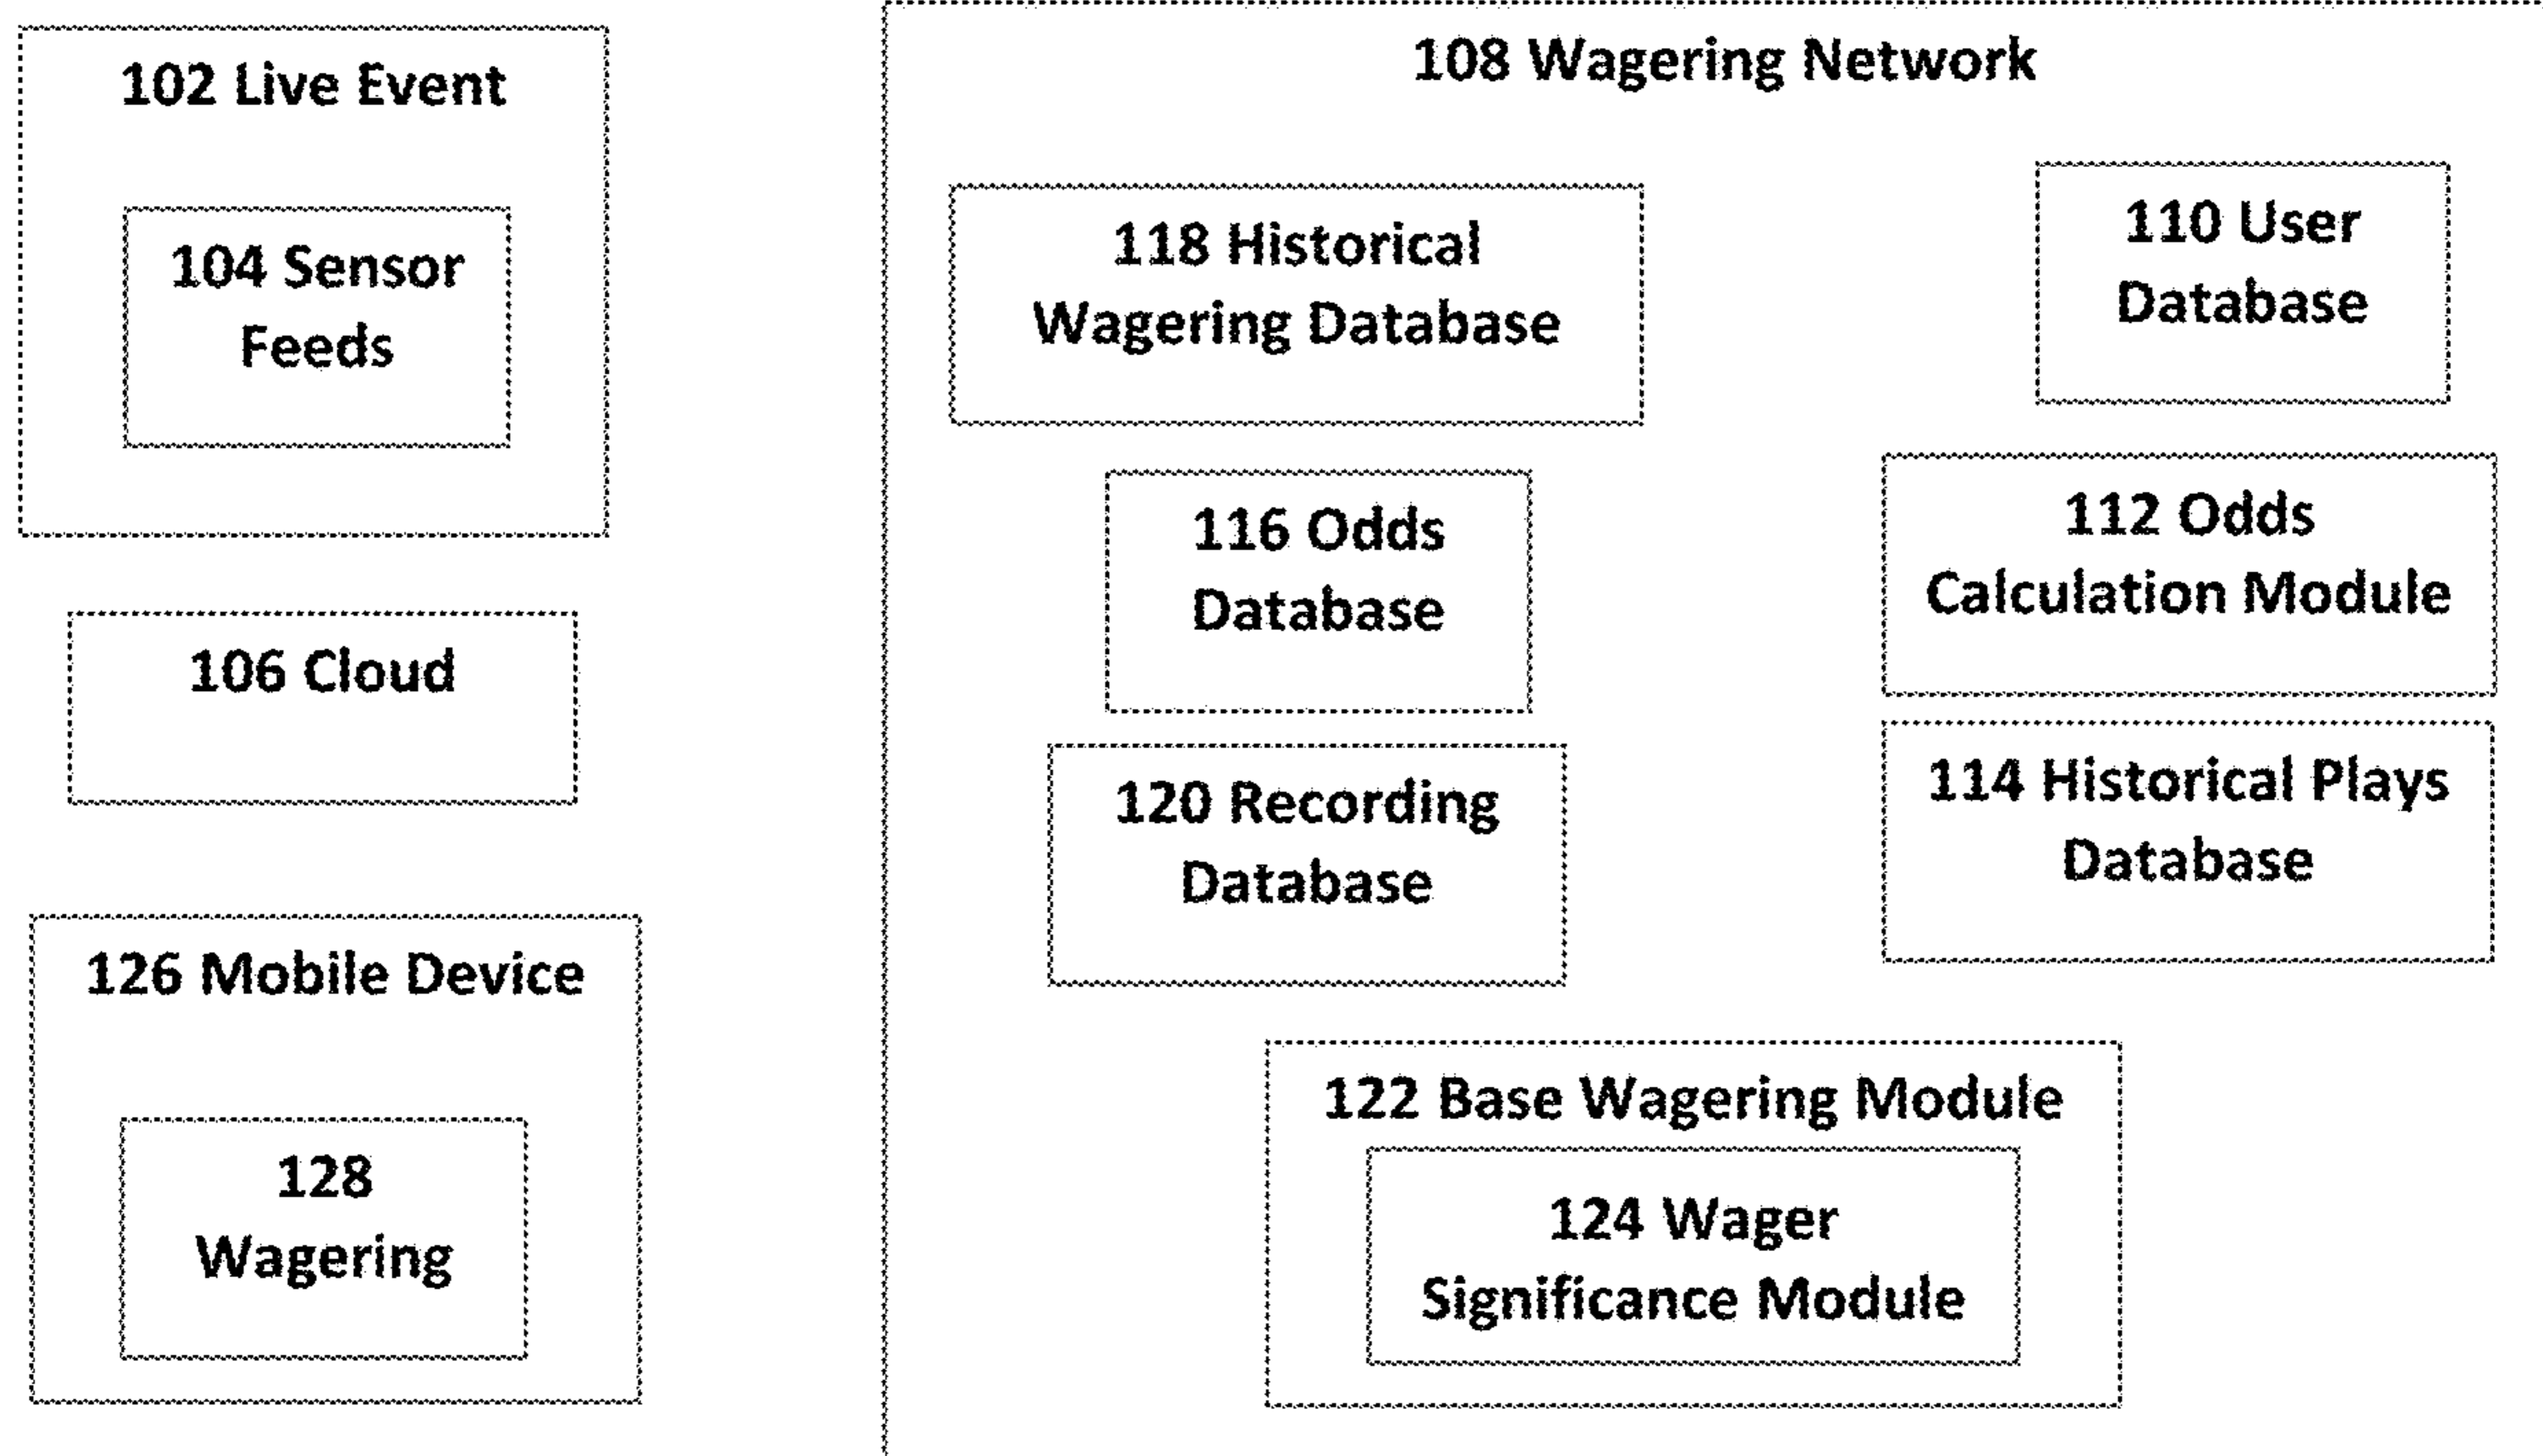 102 Live Event
104 Sensor
Feeds
106 Cloud
126 Mobile Device
128
Wagering
108 Wagering Network
118 Historical
Wagering Database
110 User
Database
116 Odds
Database
112 Odds
Calculation Module
120 Recording
Database
114 Historical Plays
Database
122 Base Wagering Module
124 Wager
Significance Module